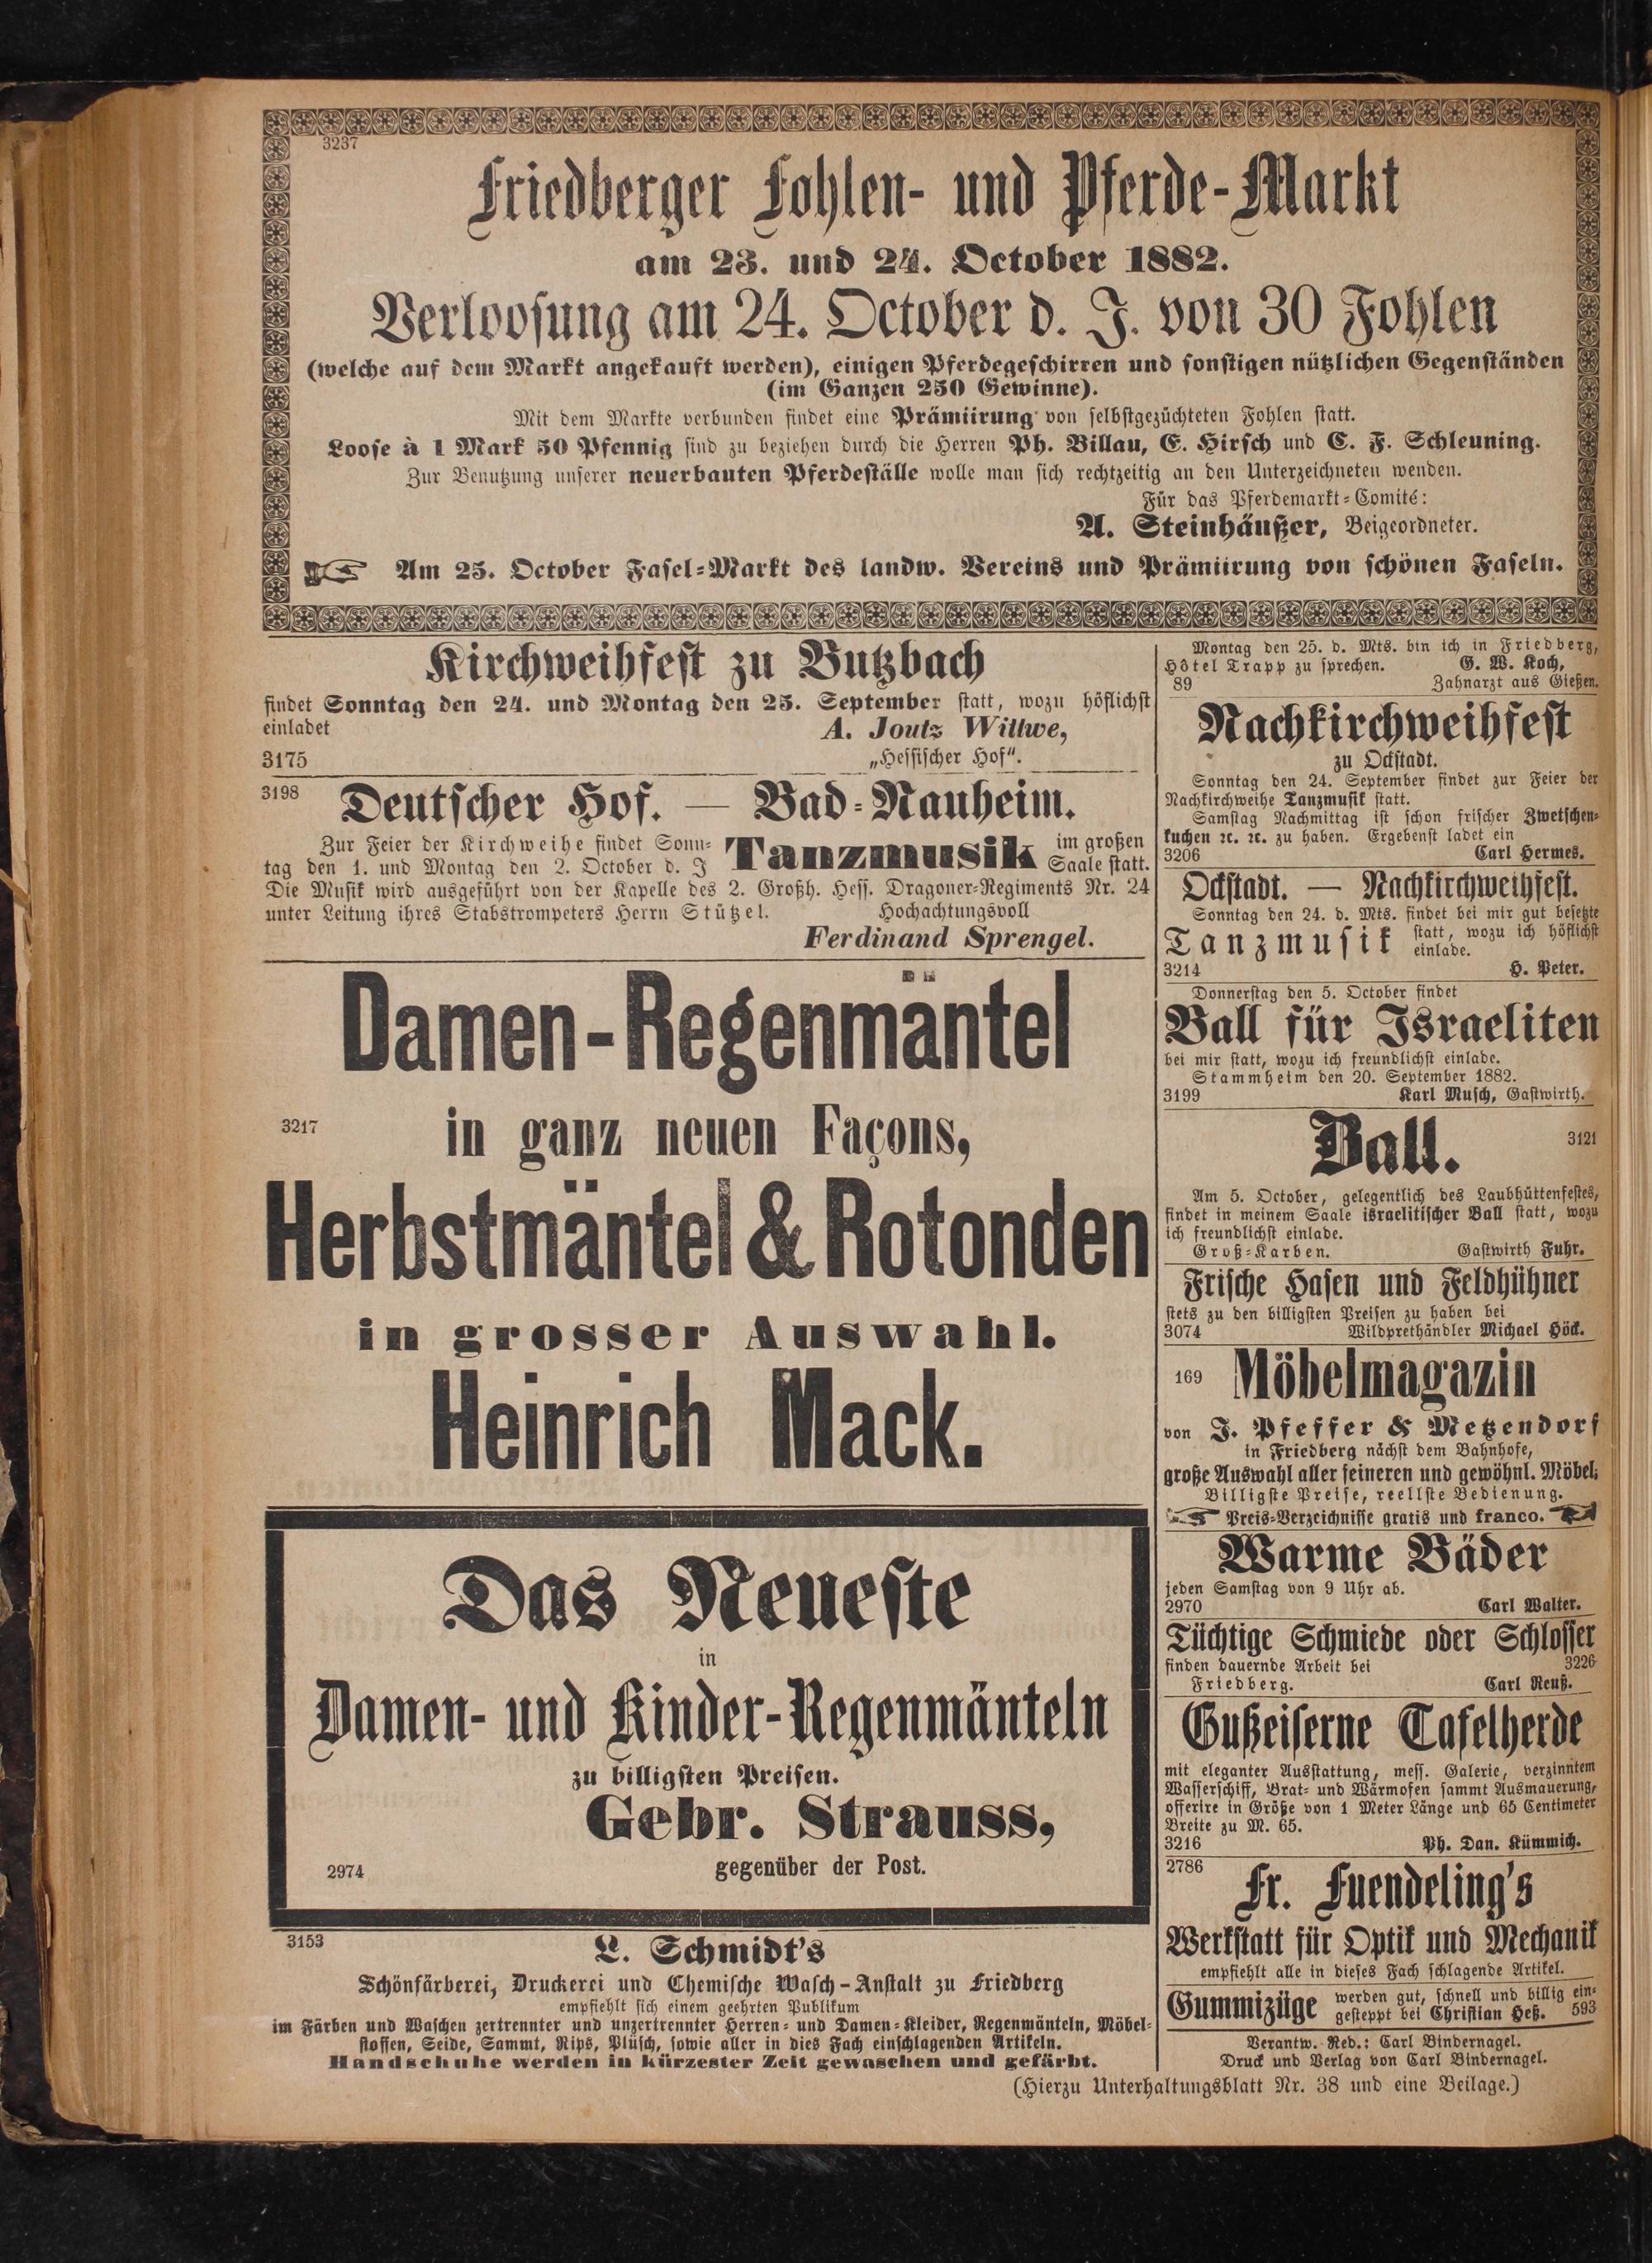 3237
Friedberger Fohlen- und Pferde-Markt
am 23. und 24. October 1882.
Verloosung am 24. October d. J. von 30 Fohlen
(welche auf dem Markt angekauft werden), einigen Pferdegeschirren und sonstigen nützlichen Gegenständen
(im Ganzen 250 Gewinne).
Mit dem Markte verbunden findet eine Prämiirung von selbstgezüchteten Fohlen statt.
Loose à 1 Mark 50 Pfennig sind zu beziehen durch die Herren Ph. Billau, E. Hirsch und C. F. Schleuning.
Zur Benutzung unserer neuerbauten Pferdeställe wolle man sich rechtzeitig an den Unterzeichneten wenden.
Für das Pferdemarkt-Comité:
A. Steinhäußer, Beigeordneter.
Am 25. October Fasel-Markt des landw. Vereins und Prämiirung von schönen Faseln.
Kirchweihfest zu Butzbach
findet Sonntag den 24. und Montag den 25. September statt, wozu höflichst
einladet A. Joutz Wittwe,
3175 „Hessischer Hof“.
3198 Deutscher Hof. — Bad-Nauheim.
Zur Feier der Kirchweihe findet Sonn-
tag den 1. und Montag den 2. October d. J Tanzmusik im großen
Saale statt.
Die Musik wird ausgeführt von der Kapelle des 2. Großh. Hess. Dragoner-Regiments Nr. 24
unter Leitung ihres Stabstrompeters Herrn Stützel. Hochachtungsvoll
Ferdinand Sprengel.
Damen-Regenmäntel
3217 in ganz neuen Façons,
Herbstmäntel & Rotonden
in grosser Auswahl.
Heinrich Mack.
Das Neueste
in
Damen- und Kinder-Regenmänteln
zu billigsten Preisen.
Gebr. Strauss,
2974 gegenüber der Post.
3153 L. Schmidt's
Schönfärberei, Druckerei und Chemische Wasch-Anstalt zu Friedberg
empfiehlt sich einem geehrten Publikum
im Färben und Waschen zertrennter und unzertrennter Herren- und Damen-Kleider, Regenmänteln, Möbel-
stoffen, Seide, Sammt, Rips, Plüsch, sowie aller in dies Fach einschlagenden Artikeln.
Handschuhe werden in kürzester Zeit gewaschen und gefärbt.
Montag den 25. d. Mts. bin ich in Friedberg,
Hôtel Trapp zu sprechen. G. W. Koch,
89 Zahnarzt aus Gießen.
Nachkirchweihfest
zu Ockstadt.
Sonntag den 24. September findet zur Feier der
Nachkirchweihe Tanzmusik statt.
Samstag Nachmittag ist schon frischer Zwetschen-
kuchen ꝛc. ꝛc. zu haben. Ergebenst ladet ein
3206 Carl Hermes.
Ockstadt. — Nachkirchweihfest.
Sonntag den 24. d. Mts. findet bei mir gut besetzte
Tanzmusik statt, wozu ich höflichst
einlade.
3214 H. Peter.
Donnerstag den 5. October findet
Ball für Israeliten
bei mir statt, wozu ich freundlichst einlade.
Stammheim den 20. September 1882.
3199 Karl Musch, Gastwirth.
Ball. 3121
Am 5. October, gelegentlich des Laubhüttenfestes,
findet in meinem Saale israelitischer Ball statt, wozu
ich freundlichst einlade.
Groß-Karben. Gastwirth Fuhr.
Frische Hasen und Feldhühner
stets zu den billigsten Preisen zu haben bei
3074 Wildprethändler Michael Höck.
169 Möbelmagazin
von J. Pfeffer & Metzendorf
in Friedberg nächst dem Bahnhofe,
große Auswahl aller feineren und gewöhnl. Möbel.
Billigste Preise, reellste Bedienung.
Preis-Verzeichnisse gratis und franco.
Warme Bäder
jeden Samstag von 9 Uhr ab.
2970 Carl Walter.
Tüchtige Schmiede oder Schlosser
finden dauernde Arbeit bei 3226
Friedberg. Carl Reuß.
Gußeiserne Tafelherde
mit eleganter Ausstattung, mess. Galerie, verzinntem
Wasserschiff, Brat- und Wärmofen sammt Ausmauerung,
offerire in Größe von 1 Meter Länge und 65 Centimeter
Breite zu M. 65.
3216 Ph. Dan. Kümmich.
2786
Fr. Fuendeling's
Werkstatt für Optik und Mechanik
empfiehlt alle in dieses Fach schlagende Artikel.
Gummizüge werden gut, schnell und billig ein-
gesteppt bei Christian Heß. 593
Verantw. Red.: Carl Bindernagel.
Druck und Verlag von Carl Bindernagel.
(Hierzu Unterhaltungsblatt Nr. 38 und eine Beilage.)